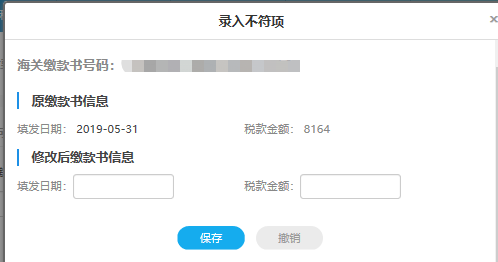 录入不符项
海关缴款书号码：
原缴款书信息
填发日期： 2019-05-31 税款金额： 8164
修改后缴款书信息
填发日期： 税款金额：
保存 撤销